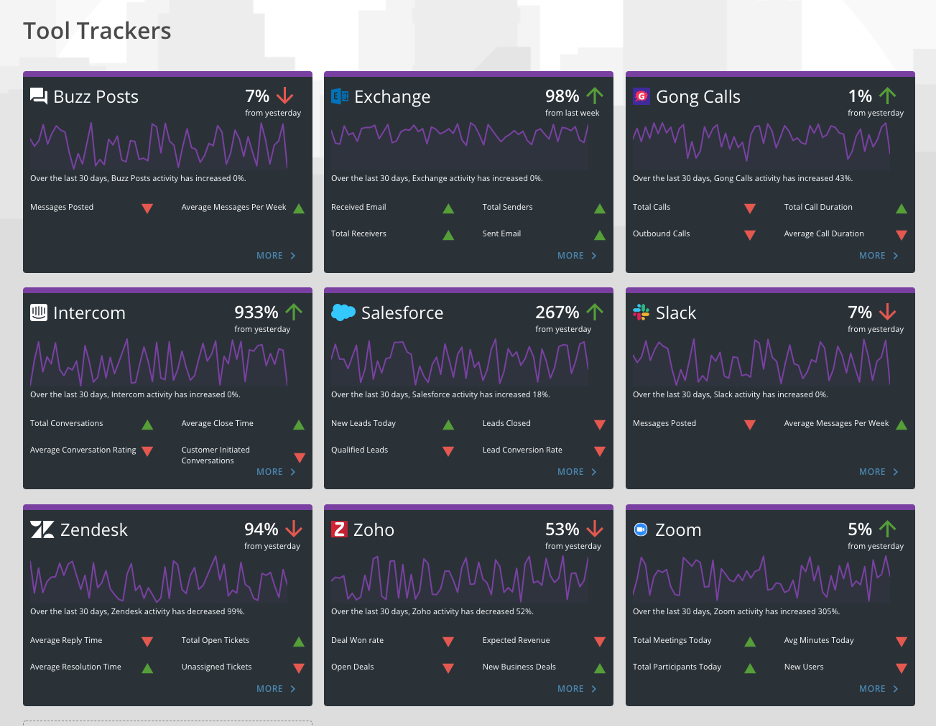 Tool Trackers
Buzz Posts
7%
from yesterday
Over the last 30 days, Buzz Posts activity has increased 0%.
Messages Posted
Average Messages Per Week
MORE
Exchange
98%
from last week
Over the last 30 days, Exchange activity has increased 0%.
Received Email
Total Senders
Total Receivers
Sent Email
MORE
Gong Calls
1%
from yesterday
Over the last 30 days, Gong Calls activity has increased 43%.
Total Calls
Total Call Duration
Outbound Calls
Average Call Duration
MORE
Intercom
933%
from yesterday
Over the last 30 days, Intercom activity has increased 0%.
Total Conversations
Average Close Time
Average Conversation Rating
Customer Initiated
Conversations
MORE
Salesforce
267%
from yesterday
Over the last 30 days, Salesforce activity has increased 18%.
New Leads Today
Leads Closed
Qualified Leads
Lead Conversion Rate
MORE
Slack
7%
from yesterday
Over the last 30 days, Slack activity has increased 0%.
Messages Posted
Average Messages Per Week
MORE
Zendesk
94%
from yesterday
Over the last 30 days, Zendesk activity has decreased 99%.
Average Reply Time
Total Open Tickets
Average Resolution Time
Unassigned Tickets
MORE
Zoho
53%
from yesterday
Over the last 30 days, Zoho activity has decreased 52%.
Deal Won rate
Expected Revenue
Open Deals
New Business Deals
MORE
Zoom
5%
from yesterday
Over the last 30 days, Zoom activity has increased 305%.
Total Meetings Today
Avg Minutes Today
Total Participants Today
New Users
MORE